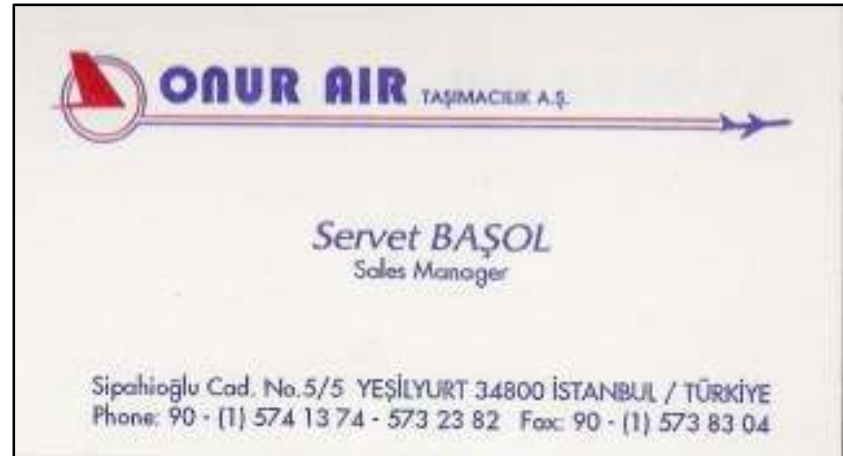 ONUR AIR TAŞIMACILIK A.Ş.
Servet BAŞOL
Sales Manager
Sipahioğlu Cad. No.5/5 YEŞİLYURT 34800 İSTANBUL / TÜRKİYE
Phone: 90 - (1) 574 13 74 - 573 23 82 Fax: 90 - (1) 573 83 04